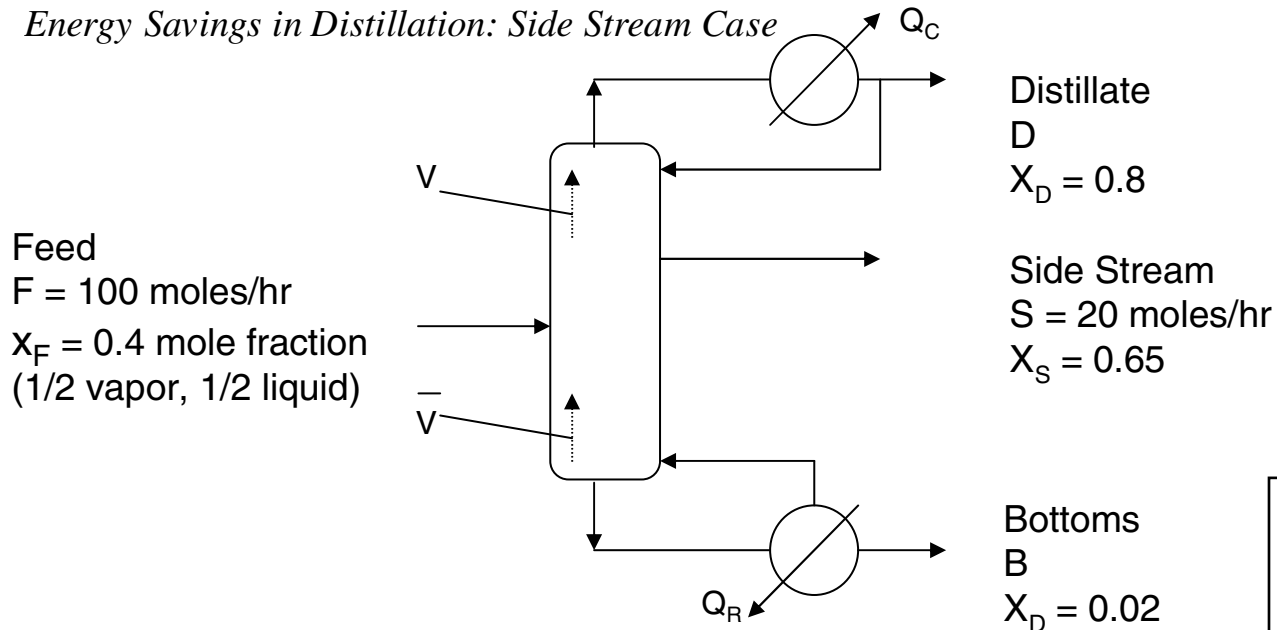 Energy Savings in Distillation: Side Stream Case
Q_C
Distillate
D
X_D = 0.8
V
Feed
F = 100 moles/hr
x_F = 0.4 mole fraction
(1/2 vapor, 1/2 liquid)
Side Stream
S = 20 moles/hr
X_S = 0.65
V̅
Bottoms
B
X_D = 0.02
Q_R